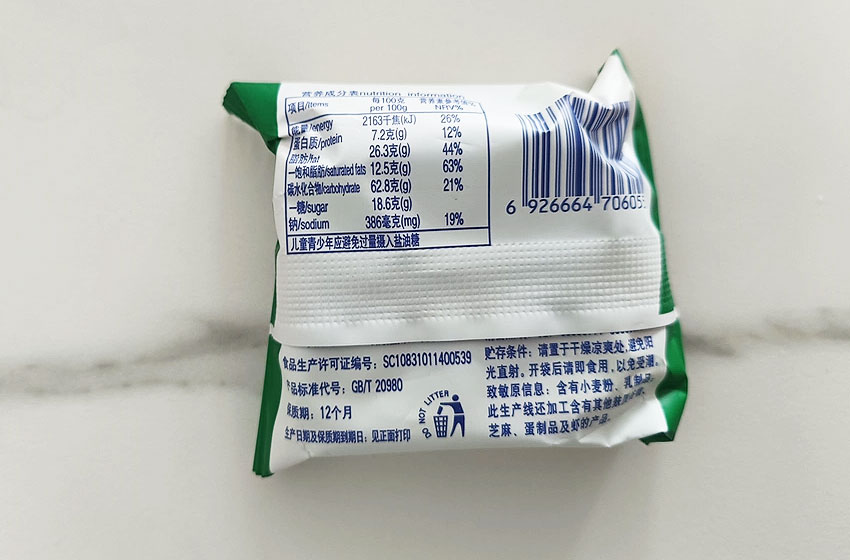 营养成分表nutrition information
项目/items 每100克 per 100g 营养素参考值% NRV%
能量/energy 2163千焦(kJ) 26%
蛋白质/protein 7.2克(g) 12%
脂肪/fat 26.3克(g) 44%
—饱和脂肪/saturated fats 12.5克(g) 63%
碳水化合物/carbohydrate 62.8克(g) 21%
—糖/sugar 18.6克(g)
钠/sodium 386毫克(mg) 19%
儿童青少年应避免过量摄入盐油糖
6 926664 70605
食品生产许可证编号：SC10831011400539
产品标准代号：GB/T 20980
保质期：12个月
生产日期及保质期到期日：见正面打印
DO NOT LITTER
贮存条件：请置于干燥凉爽处,避免阳
光直射。开袋后请即食用，以免受潮。
致敏原信息：含有小麦粉、乳制品。
此生产线还加工含有其他
芝麻、蛋制品及虾的产品。